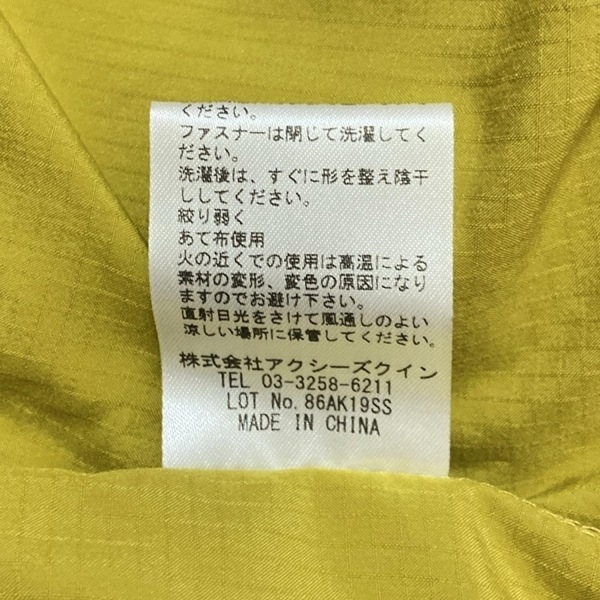 ください。
ファスナーは閉じて洗濯してく
ださい。
洗濯後は、すぐに形を整え陰干
ししてください。
絞り弱く
あて布使用
火の近くでの使用は高温による
素材の変形、変色の原因になり
ますのでお避け下さい。
直射日光をさけて風通しのよい
涼しい場所に保管してください。
株式会社アクシーズクイン
TEL 03-3258-6211
LOT No. 86AK19SS
MADE IN CHINA